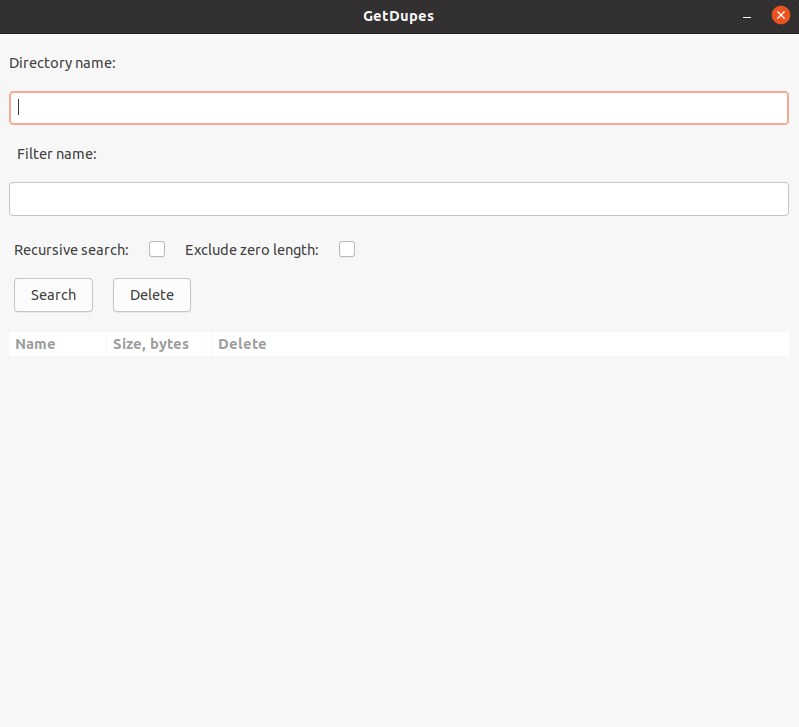 GetDupes
Directory name:
Filter name:
Recursive search: Exclude zero length:
Search Delete
Name Size, bytes Delete